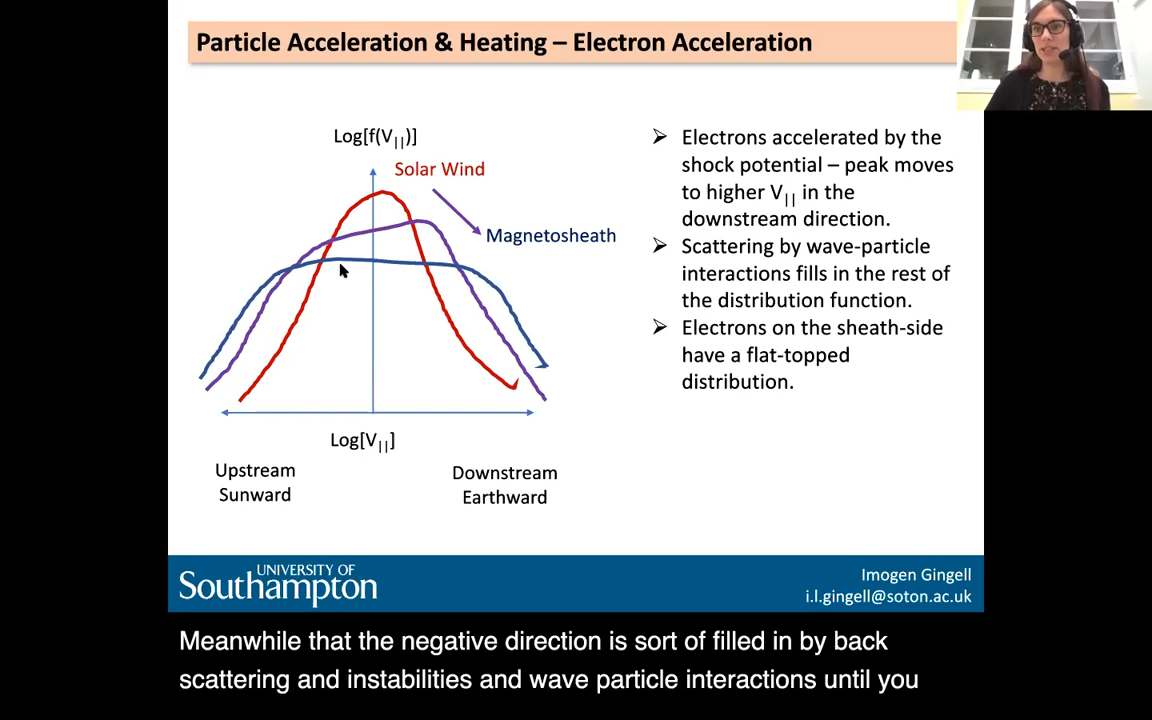 Particle Acceleration & Heating – Electron Acceleration
Log[f(V||)]
Solar Wind
Magnetosheath
Log[V||]
Upstream
Sunward
Downstream
Earthward
➢ Electrons accelerated by the
shock potential – peak moves
to higher V|| in the
downstream direction.
➢ Scattering by wave-particle
interactions fills in the rest of
the distribution function.
➢ Electrons on the sheath-side
have a flat-topped
distribution.
UNIVERSITY OF
Southampton
Imogen Gingell
i.l.gingell@soton.ac.uk
Meanwhile that the negative direction is sort of filled in by back
scattering and instabilities and wave particle interactions until you